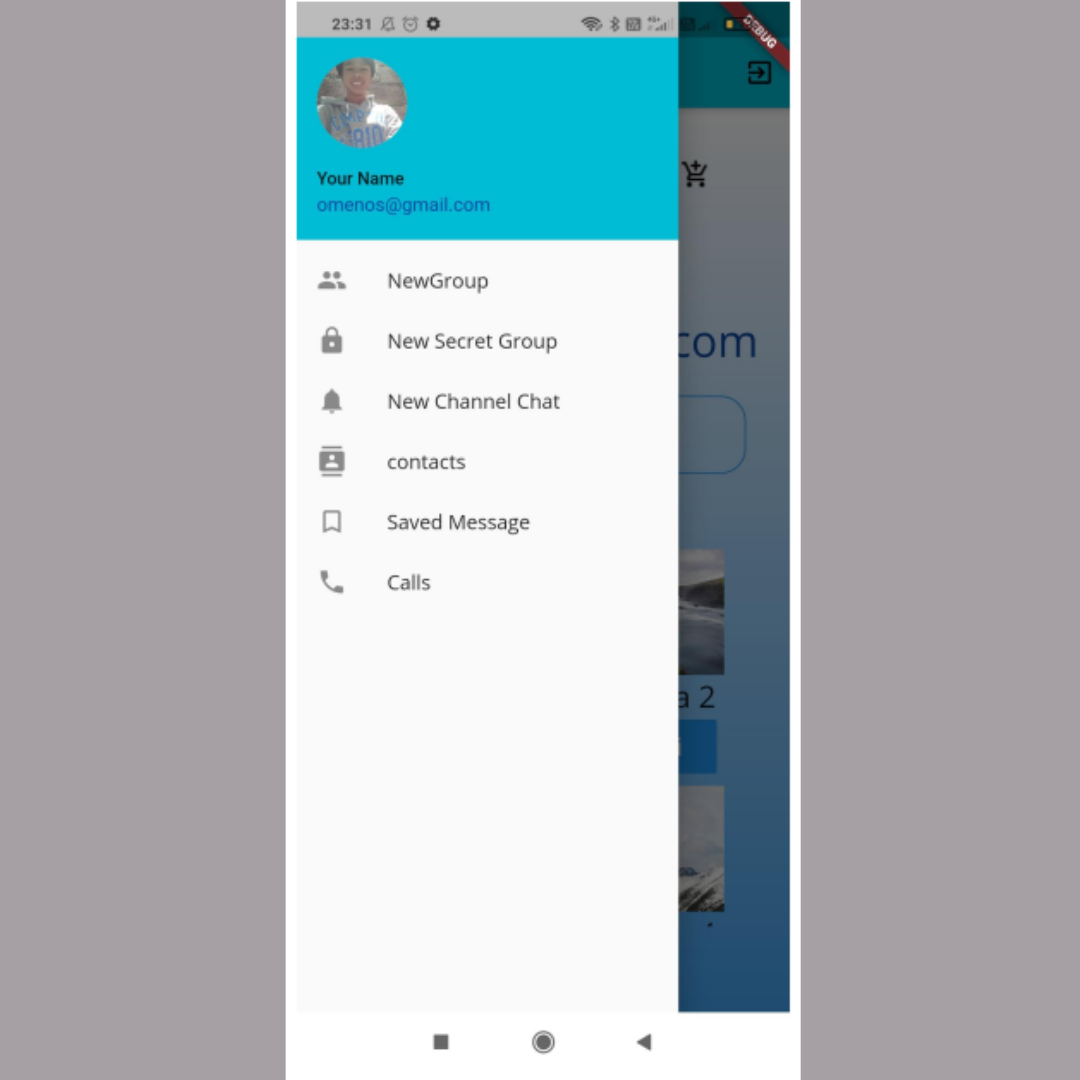 23:31
DEBUG
Your Name
omenos@gmail.com
NewGroup
New Secret Group
.com
New Channel Chat
contacts
Saved Message
Calls
a 2